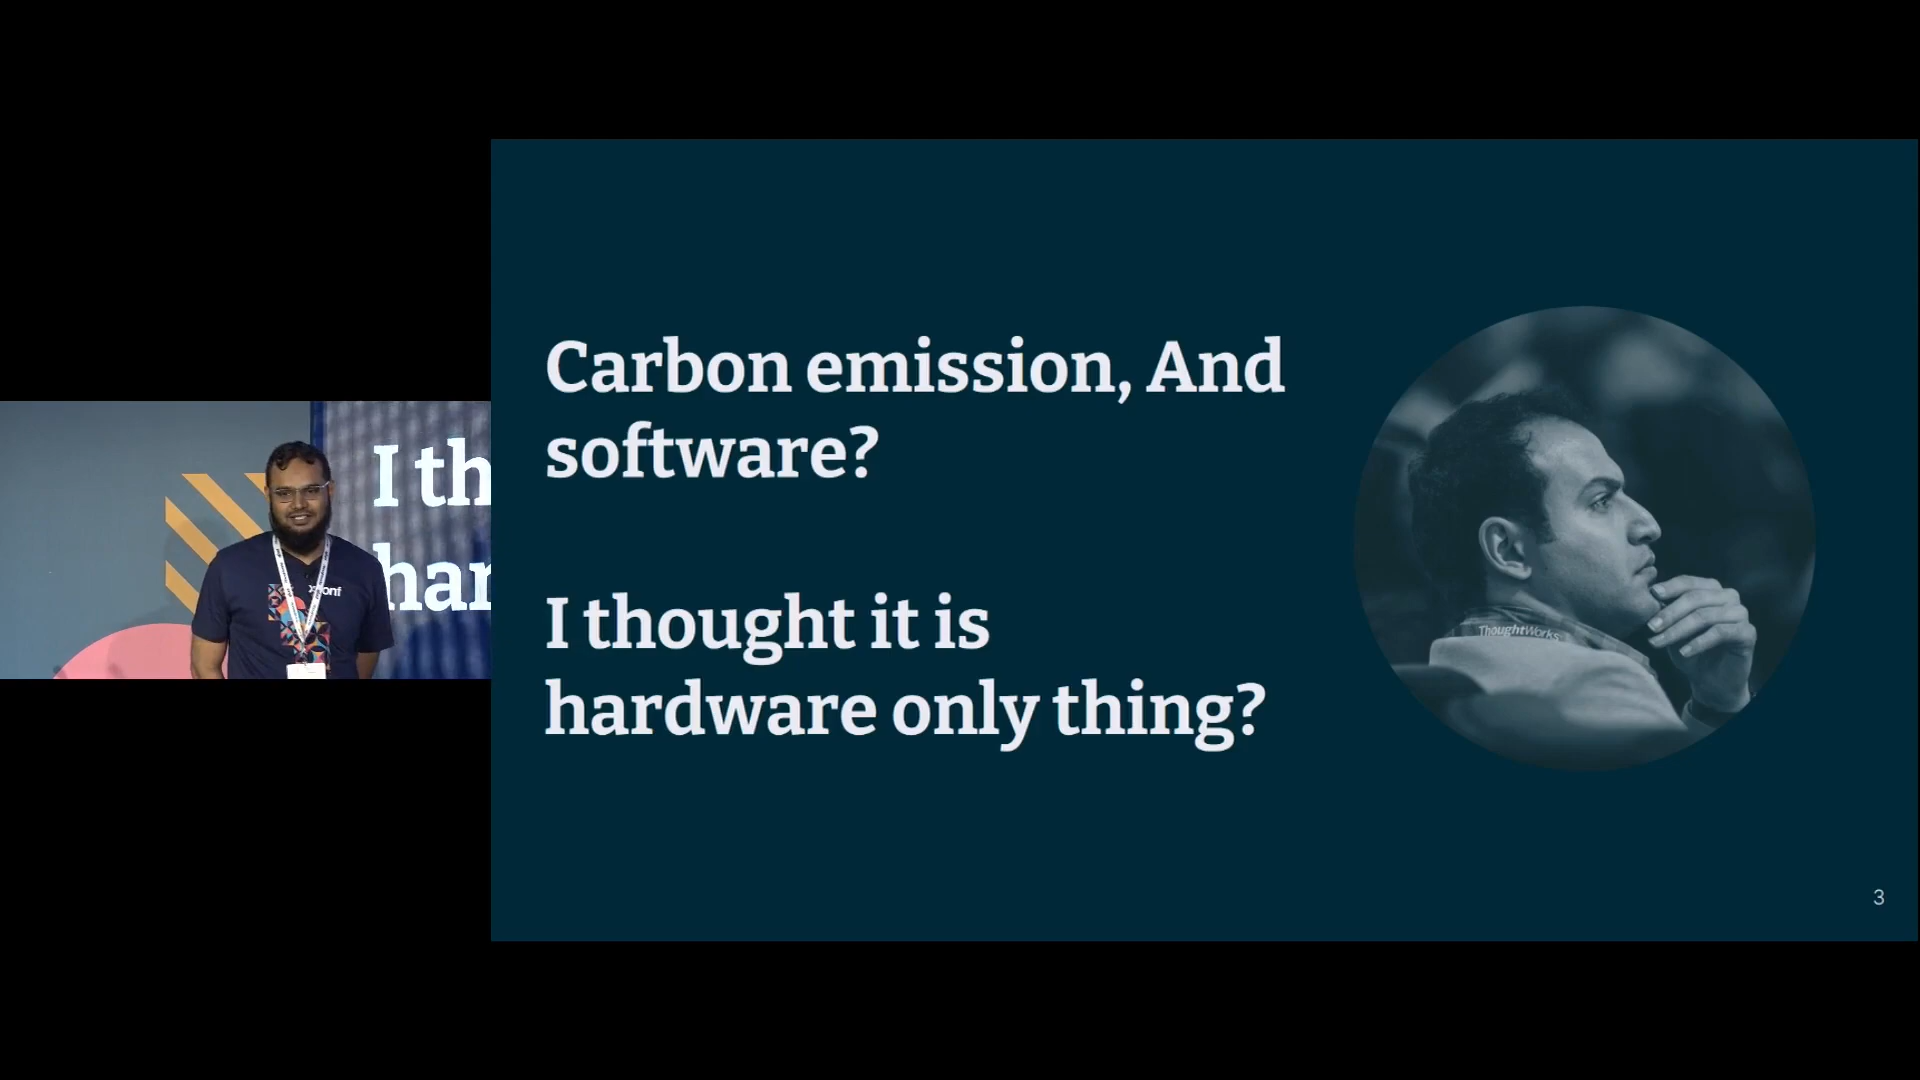 Carbon emission, And
software?
I thought it is
hardware only thing?
ThoughtWorks
3
I th
har